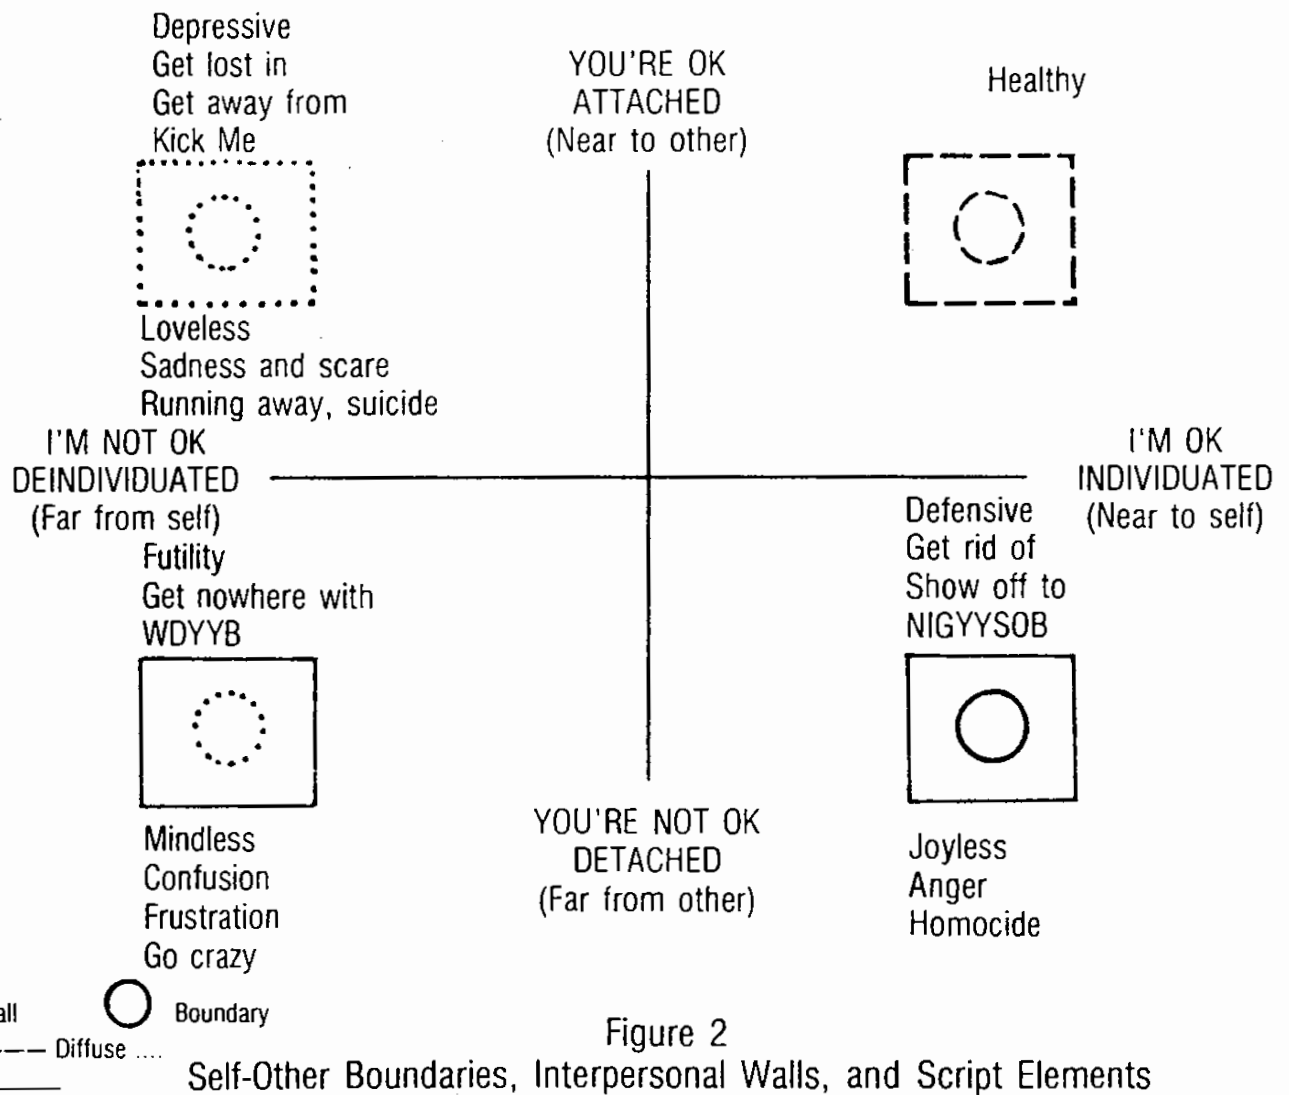 Depressive
Get lost in
Get away from
Kick Me
YOU'RE OK
ATTACHED
(Near to other)
Healthy
Loveless
Sadness and scare
Running away, suicide
I'M NOT OK
DEINDIVIDUATED
(Far from self)
I'M OK
INDIVIDUATED
(Near to self)
Futility
Get nowhere with
WDYYB
Defensive
Get rid of
Show off to
NIGYYSOB
Mindless
Confusion
Frustration
Go crazy
YOU'RE NOT OK
DETACHED
(Far from other)
Joyless
Anger
Homocide
Boundary
Diffuse ....
Figure 2
Self-Other Boundaries, Interpersonal Walls, and Script Elements